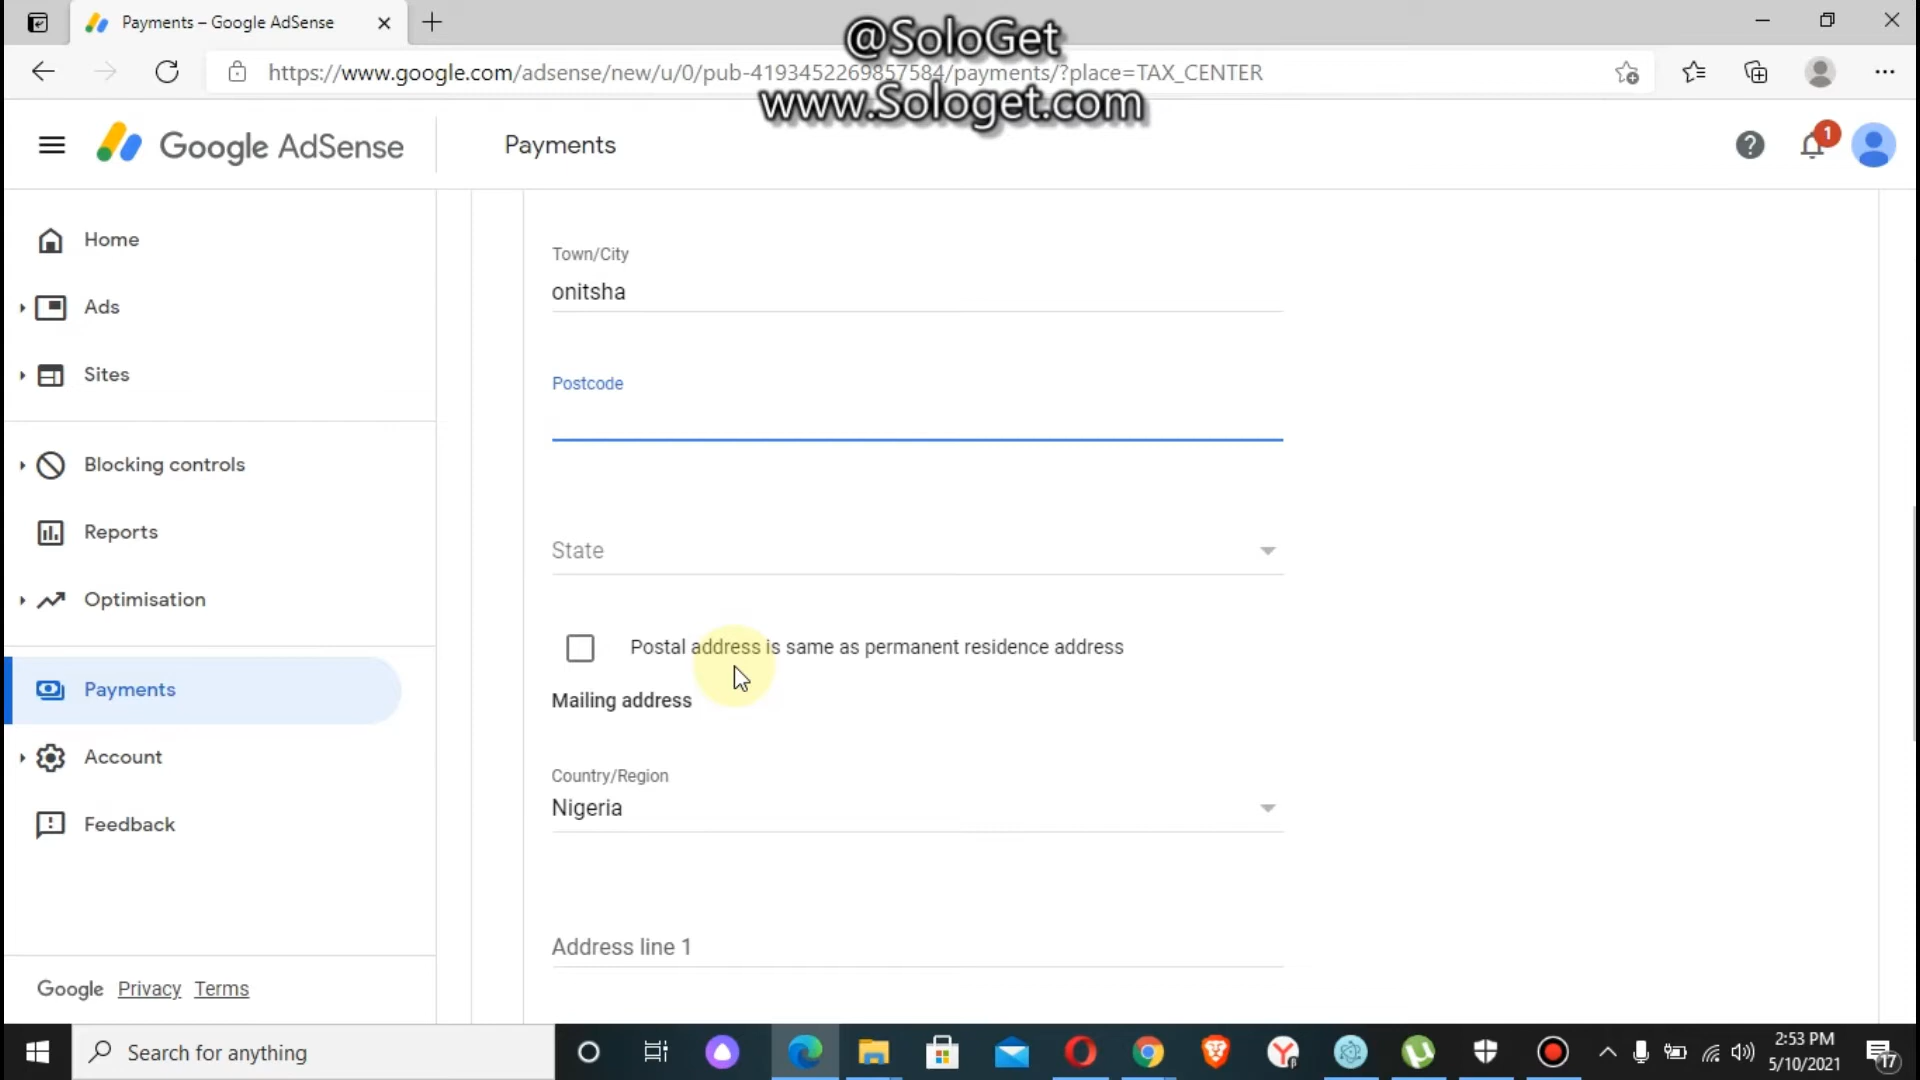 Payments – Google AdSense
@SoloGet
https://www.google.com/adsense/new/u/0/pub-4193452269857584/payments/?place=TAX_CENTER
www.Sologet.com
Google AdSense
Payments
1
Home
Ads
Sites
Blocking controls
Reports
Optimisation
Payments
Account
Feedback
Google Privacy Terms
Town/City
onitsha
Postcode
State
Postal address is same as permanent residence address
Mailing address
Country/Region
Nigeria
Address line 1
Search for anything
2:53 PM
5/10/2021
17